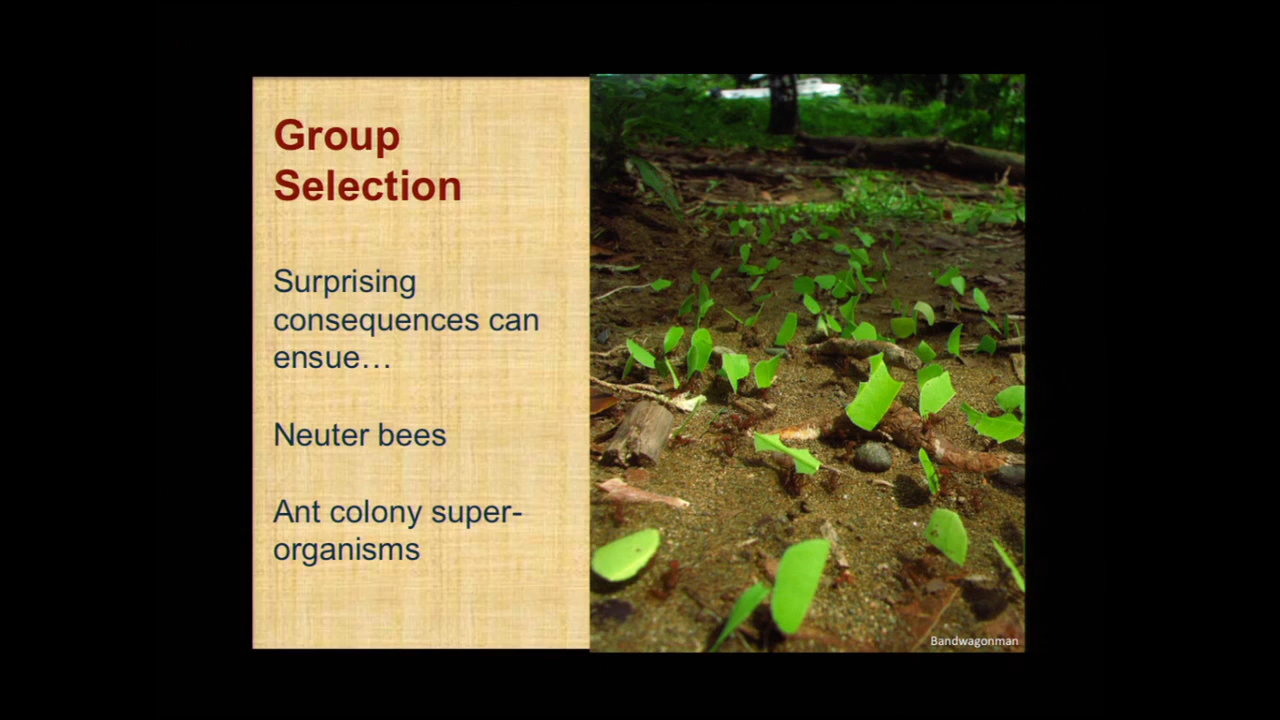 Group
Selection
Surprising
consequences can
ensue…
Neuter bees
Ant colony super-
organisms
Bandwagonman